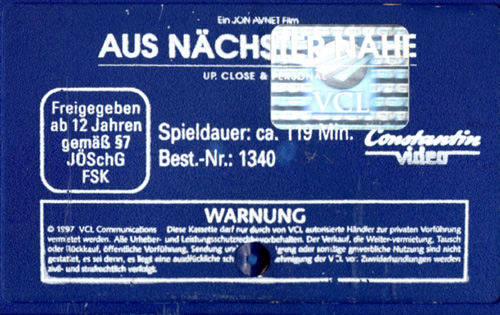 Ein JON AVNET Film
AUS NÄCHSTER NÄHE
UP CLOSE & PERSONAL
VCL
Freigegeben
ab 12 Jahren
gemäß §7
JÖSchG
FSK
Spieldauer: ca. 119 Min.
Best.-Nr.: 1340
Constantin
video
WARNUNG
© 1997 VCL Communications Diese Kassette darf nur durch von VCL autorisierte Händler zur privaten Vorführung
vermietet werden. Alle Urheber- und Leistungsschutzrechte vorbehalten. Der Verkauf, die Weiter-vermietung, Tausch
oder Rückkauf, öffentliche Vorführung, Sendung und oder sonstige gewerbliche Nutzung sind nicht
gestattet, es sei denn, es liegt eine ausdrückliche der VCL vor. Zuwiderhandlungen werden
zivil- und strafrechtlich verfolgt.